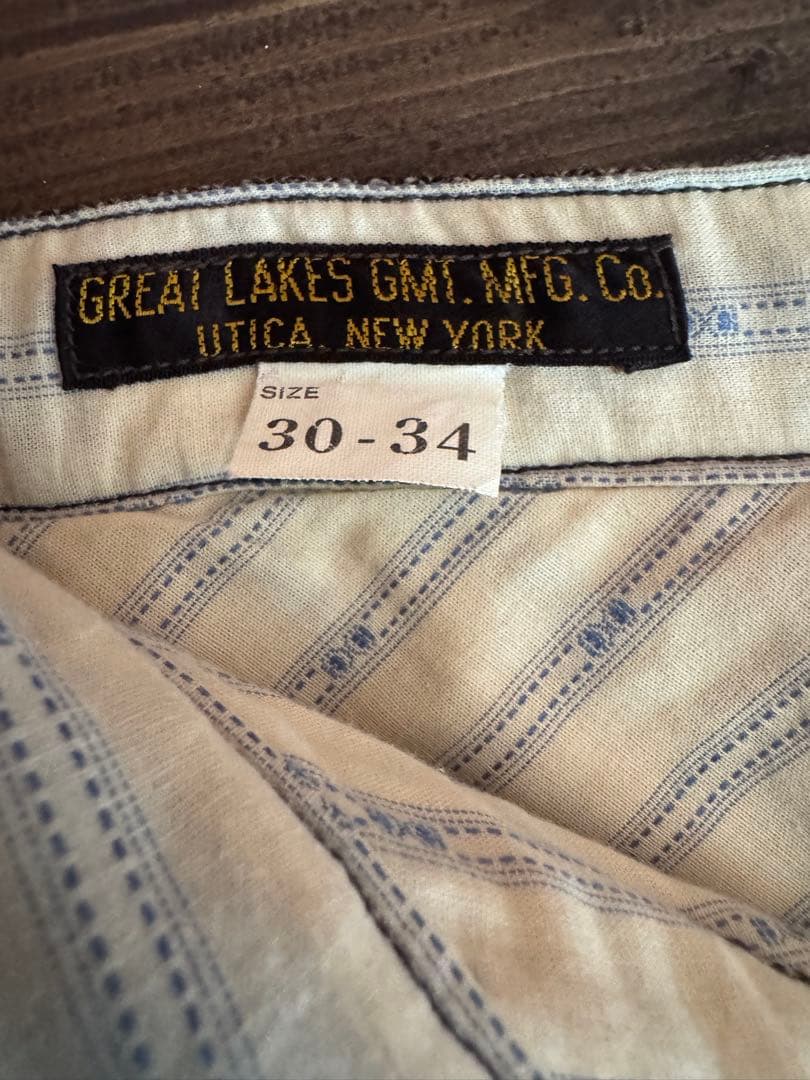 GREAT LAKES GMT. MFG. Co.
UTICA, NEW YORK
SIZE
30-34